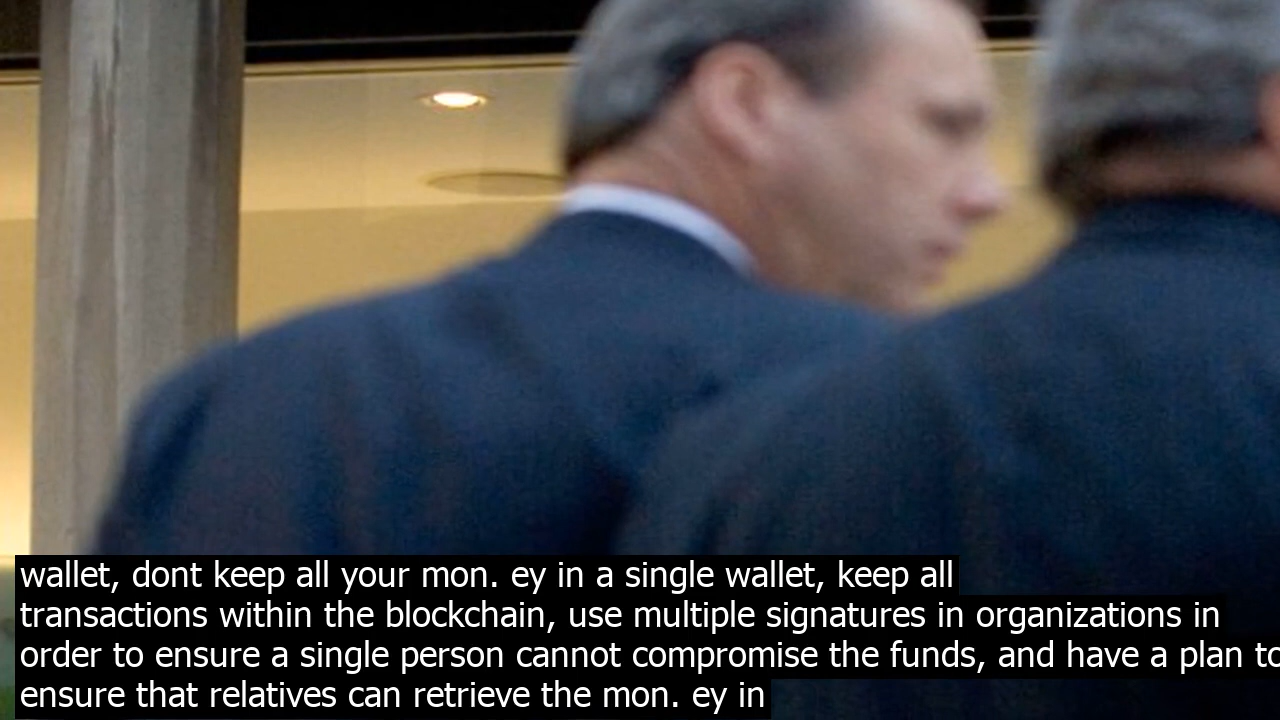 wallet, dont keep all your mon. ey in a single wallet, keep all
transactions within the blockchain, use multiple signatures in organizations in
order to ensure a single person cannot compromise the funds, and have a plan to
ensure that relatives can retrieve the mon. ey in